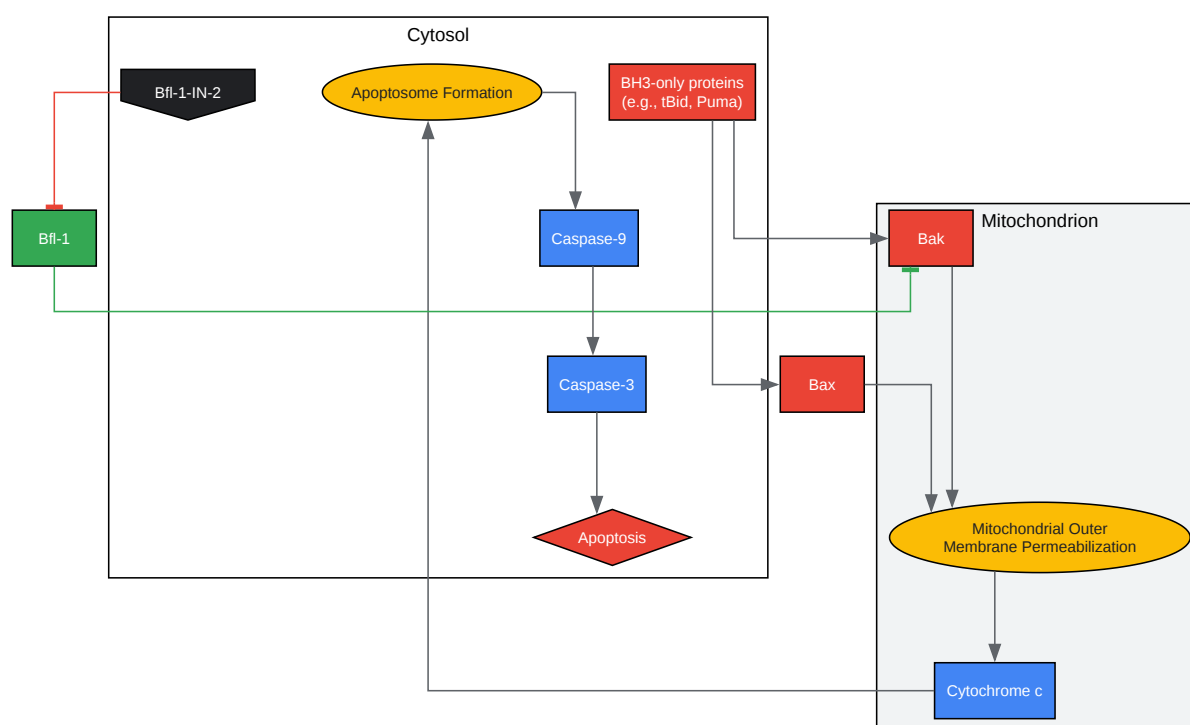 Cytosol
Bfl-1-IN-2
Apoptosome Formation
BH3-only proteins
(e.g., tBid, Puma)
Bfl-1
Caspase-9
Bak
Mitochondrion
Caspase-3
Bax
Apoptosis
Mitochondrial Outer
Membrane Permeabilization
Cytochrome c